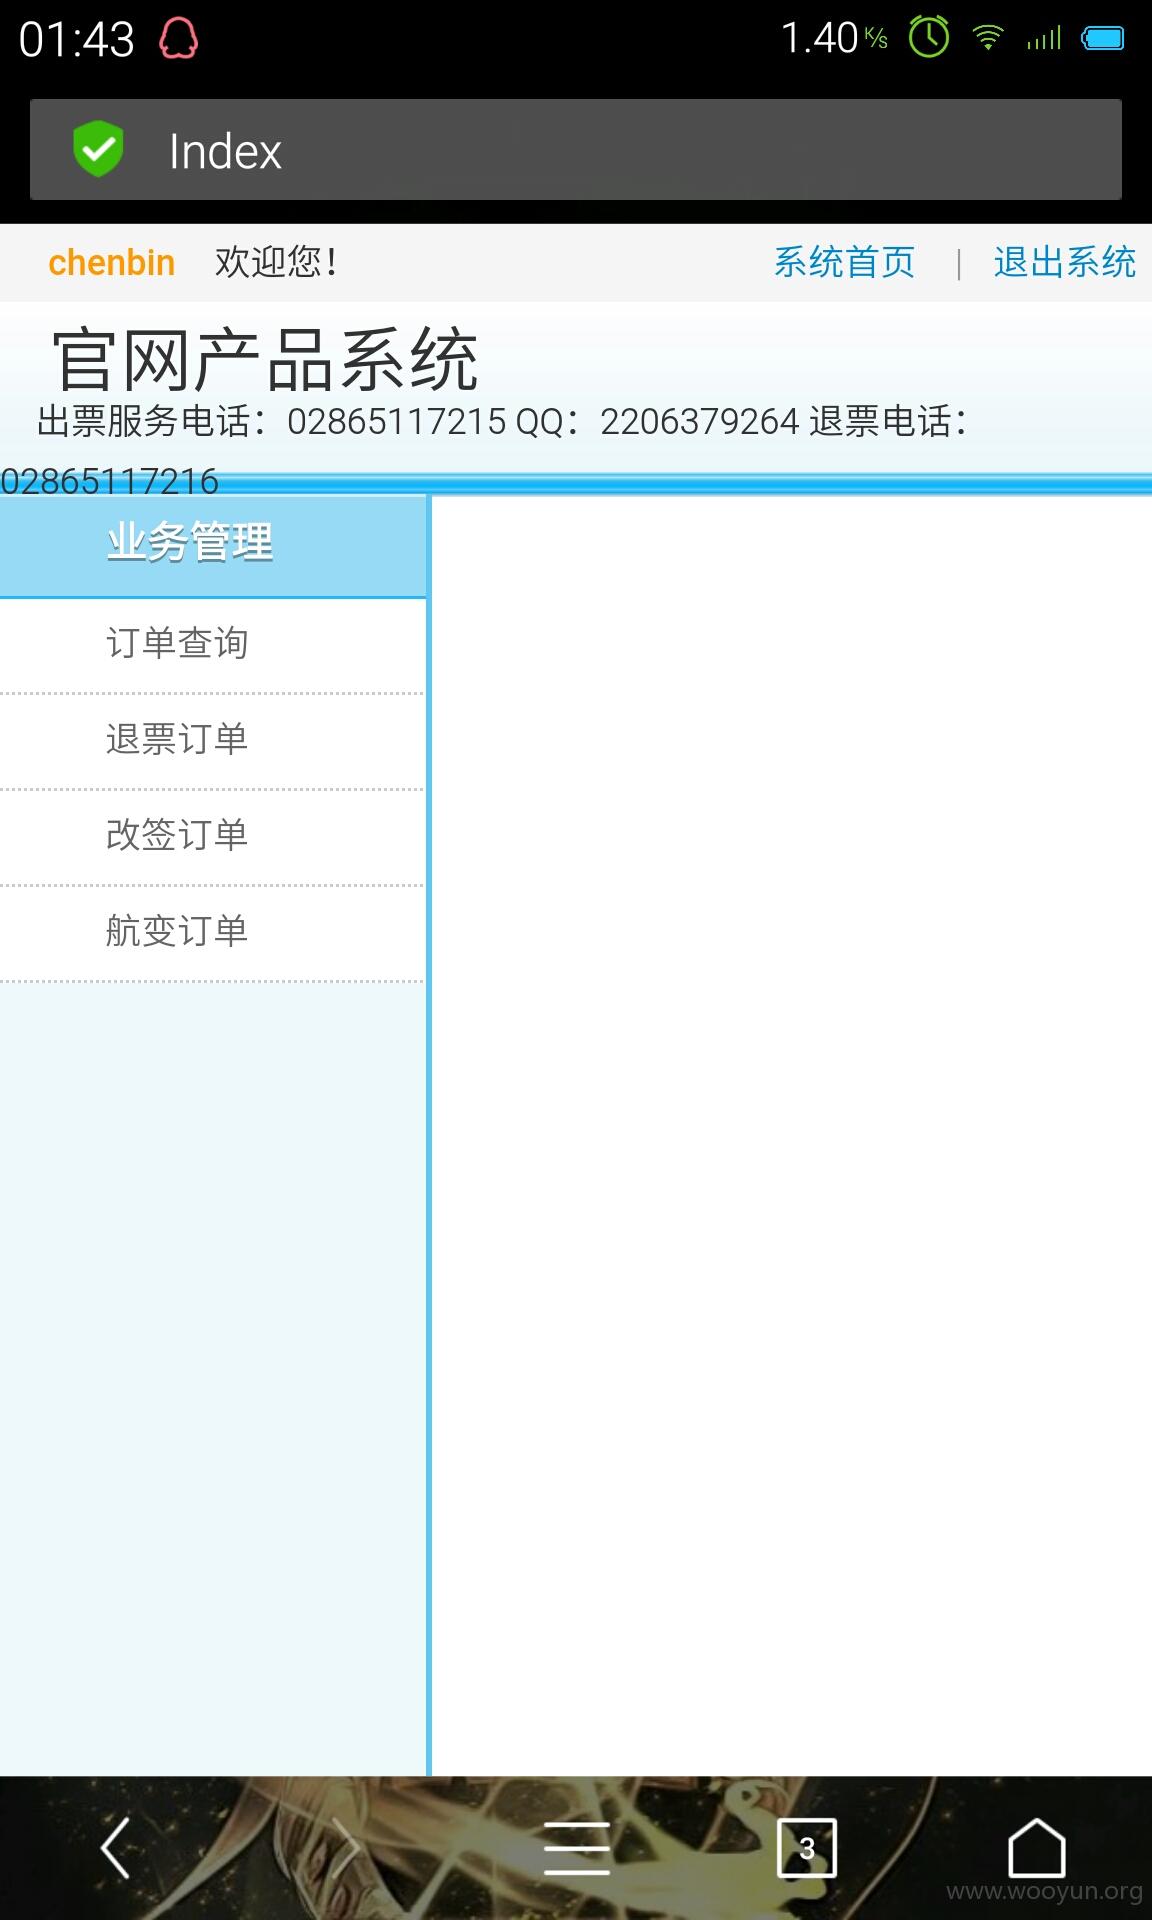 01:43
1.40 K/s
Index
chenbin 欢迎您！ 系统首页 | 退出系统
官网产品系统
出票服务电话：02865117215 QQ：2206379264 退票电话：
02865117216
业务管理
订单查询
退票订单
改签订单
航变订单
3
www.wooyun.org